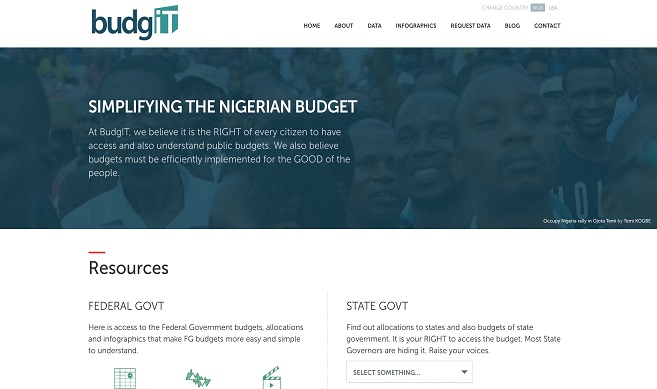 CHANGE COUNTRY NGR LBR
budgIT
HOME ABOUT DATA INFOGRAPHICS REQUEST DATA BLOG CONTACT
SIMPLIFYING THE NIGERIAN BUDGET
At BudgIT, we believe it is the RIGHT of every citizen to have
access and also understand public budgets. We also believe
budgets must be efficiently implemented for the GOOD of the
people.
Occupy Nigeria rally in Ojota Temi by Temi KOGBE
Resources
FEDERAL GOVT
Here is access to the Federal Government budgets, allocations
and infographics that make FG budgets more easy and simple
to understand.
STATE GOVT
Find out allocations to states and also budgets of state
government. It is your RIGHT to access the budget. Most State
Governors are hiding it. Raise your voices.
SELECT SOMETHING...